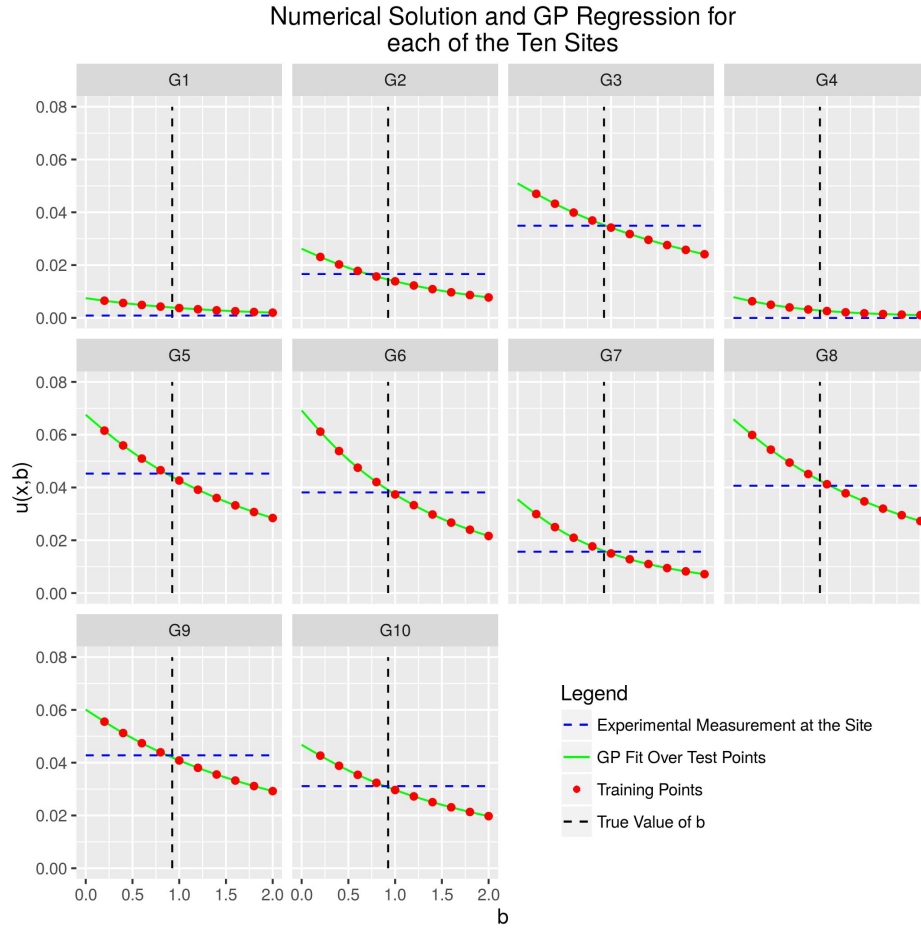 Numerical Solution and GP Regression for
each of the Ten Sites
G1
G2
G3
G4
0.08
0.06
0.04
0.02
0.00
G5
G6
G7
G8
0.08
0.06
0.04
0.02
0.00
G9
G10
0.08
0.06
0.04
0.02
0.00
0.0 0.5 1.0 1.5 2.0
0.0 0.5 1.0 1.5 2.0
u(x,b)
b
Legend
Experimental Measurement at the Site
GP Fit Over Test Points
Training Points
True Value of b